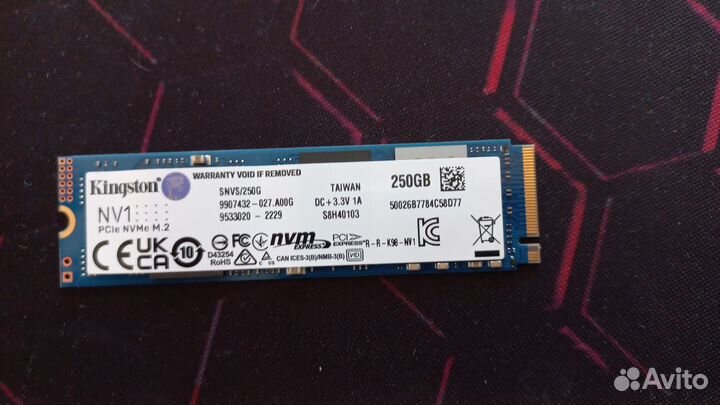 WARRANTY VOID IF REMOVED
Kingston
NV1
PCIe NVMe M.2
SNVS/250G
9907432-027.A00G
9533020 - 2229
TAIWAN
DC + 3.3V 1A
S8H40103
250GB
50026B7784C58D77
CE UK CA
10
D43254
RoHS
FC
nvm EXPRESS
PCI EXPRESS
R-R-K98-NV1
CAN ICES-3(B)/NMB-3(B)
Avito